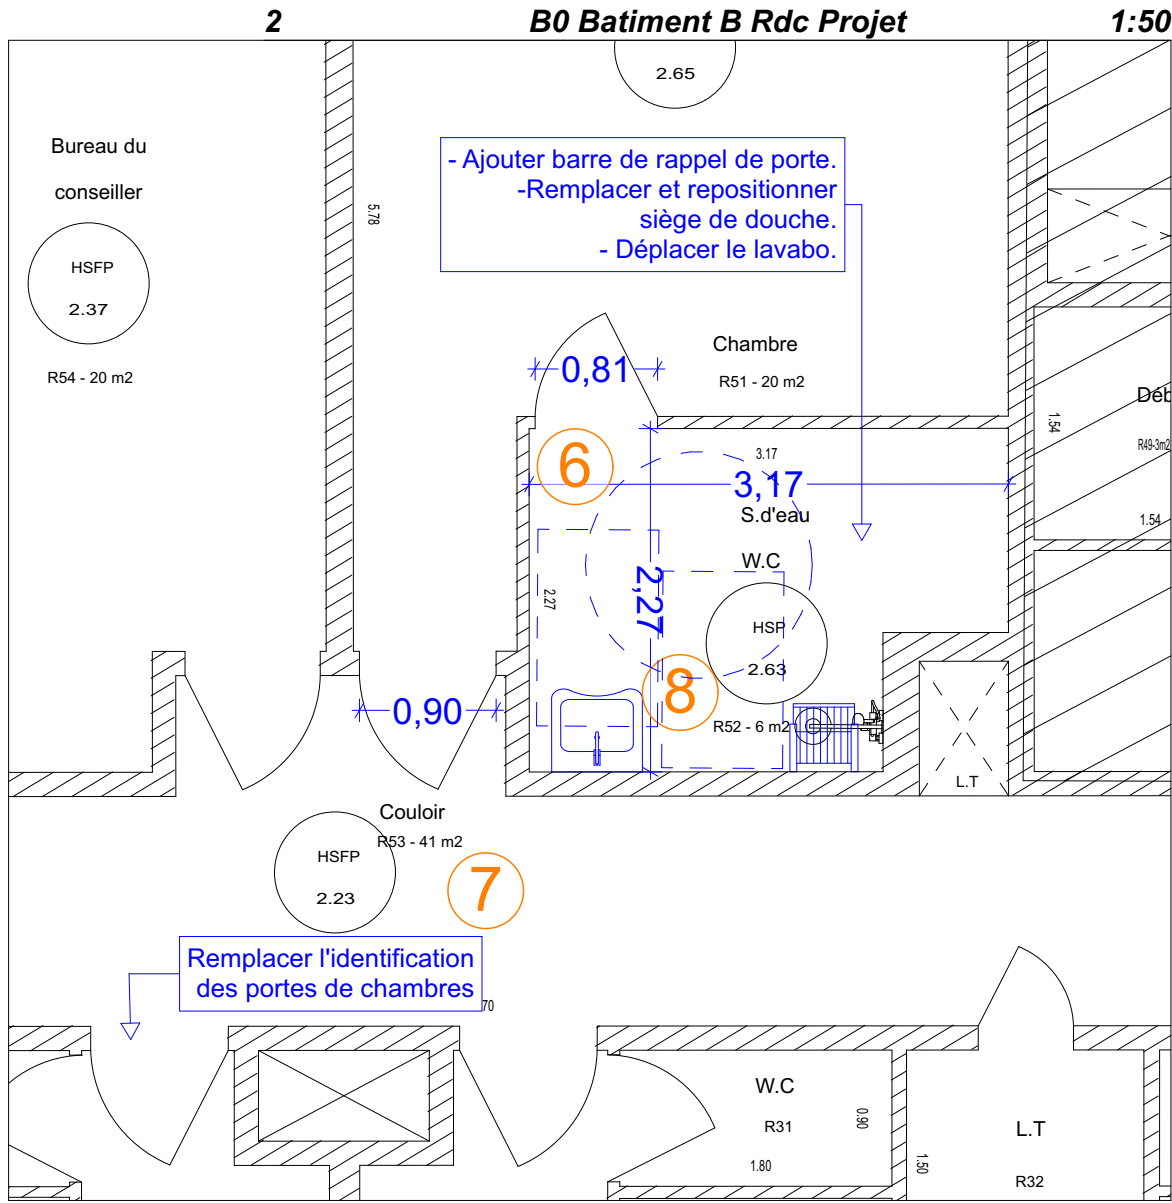 2 B0 Batiment B Rdc Projet 1:50
2.65
Bureau du
conseiller
HSFP
2.37
R54 - 20 m2
5.78
- Ajouter barre de rappel de porte.
-Remplacer et repositionner
siège de douche.
- Déplacer le lavabo.
Chambre
R51 - 20 m2
0,81
6
3.17
3,17
S.d'eau
W.C
2.27
2,27
HSP
2.63
8
R52 - 6 m2
1.54
Déb
R49-3m2
1.54
L.T
0,90
Couloir
R53 - 41 m2
HSFP
2.23
7
Remplacer l'identification
des portes de chambres
70
W.C
R31
0.90
1.80
1.50
L.T
R32